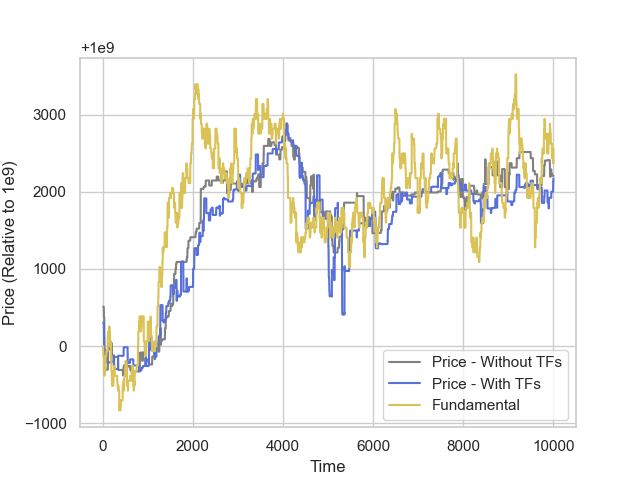 +1e9
Price (Relative to 1e9)
3000
2000
1000
0
−1000
0
2000
4000
6000
8000
10000
Time
Price - Without TFs
Price - With TFs
Fundamental